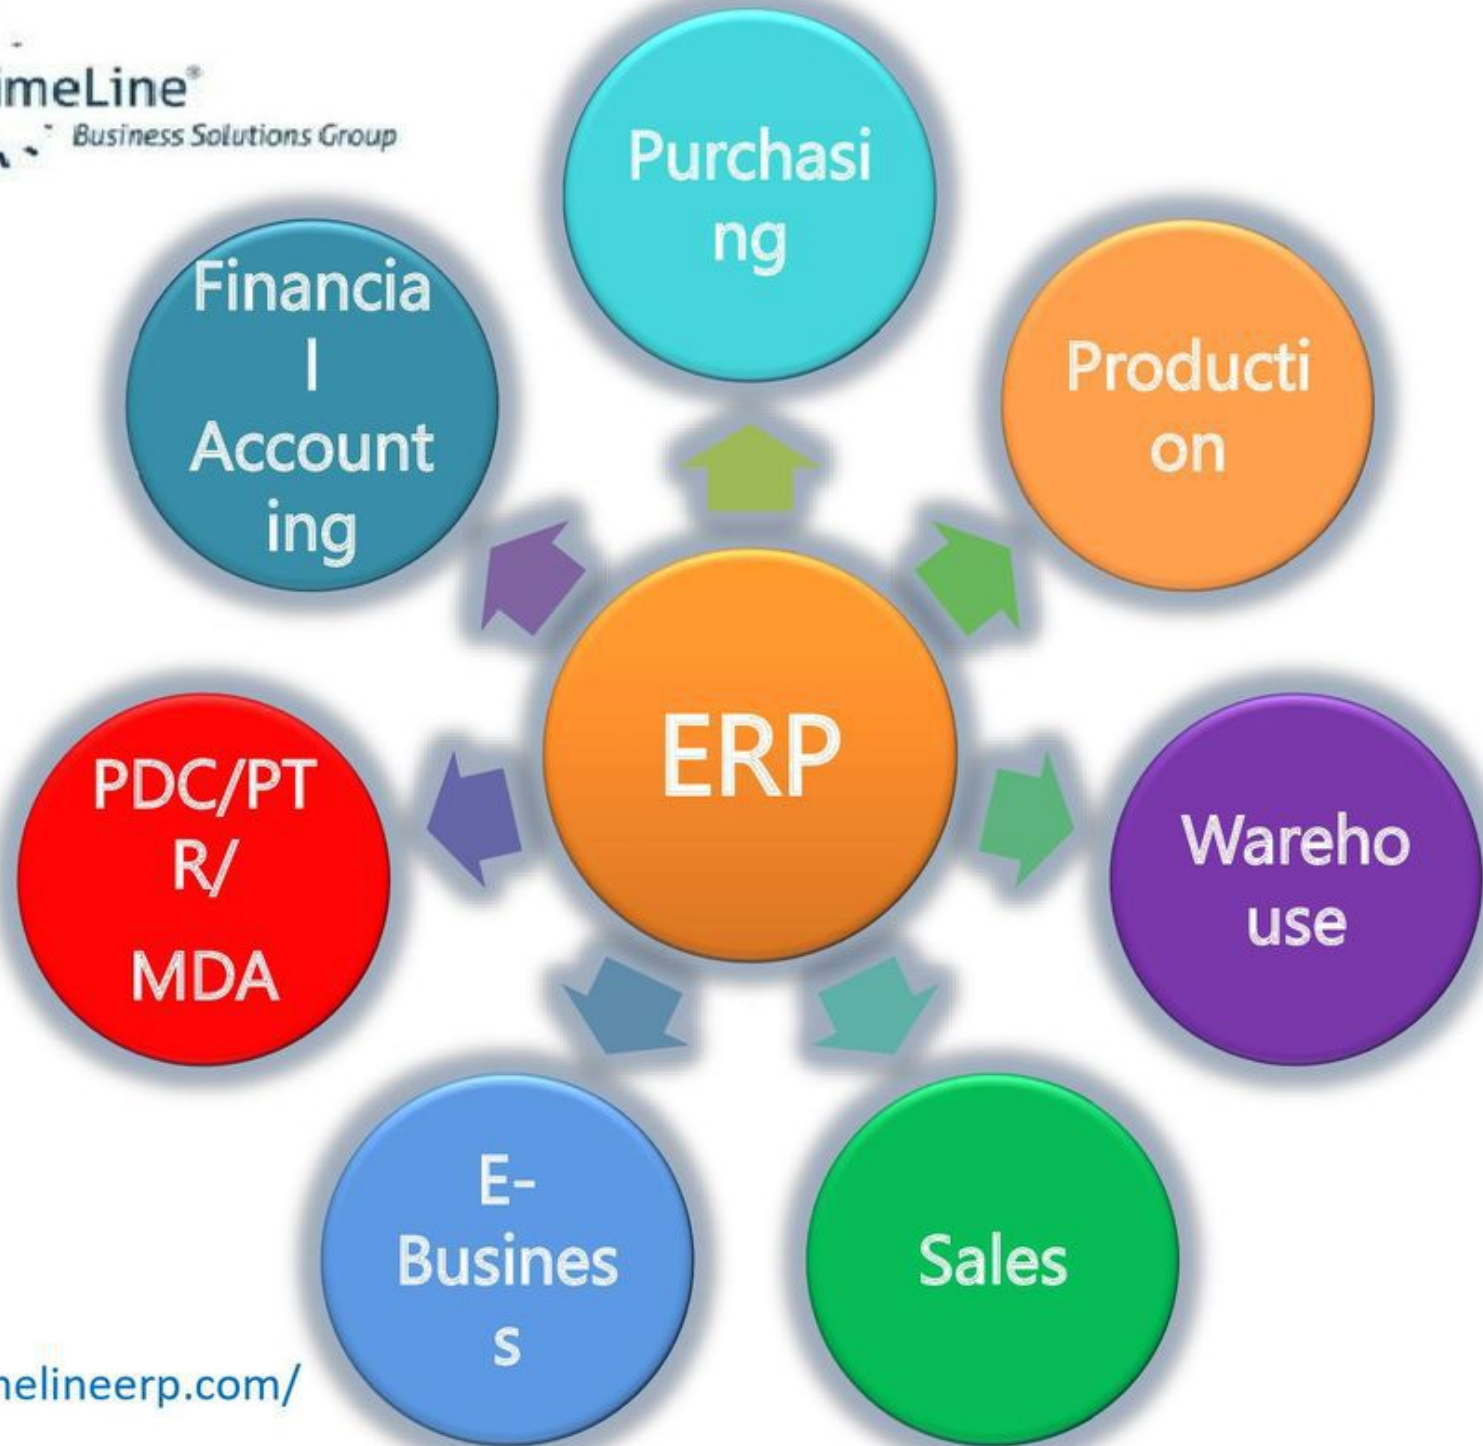 imeLine®
Business Solutions Group
Purchasi
ng
Financia
l
Account
ing
Producti
on
ERP
PDC/PT
R/
MDA
Wareho
use
E-
Busines
s
Sales
nelineerp.com/